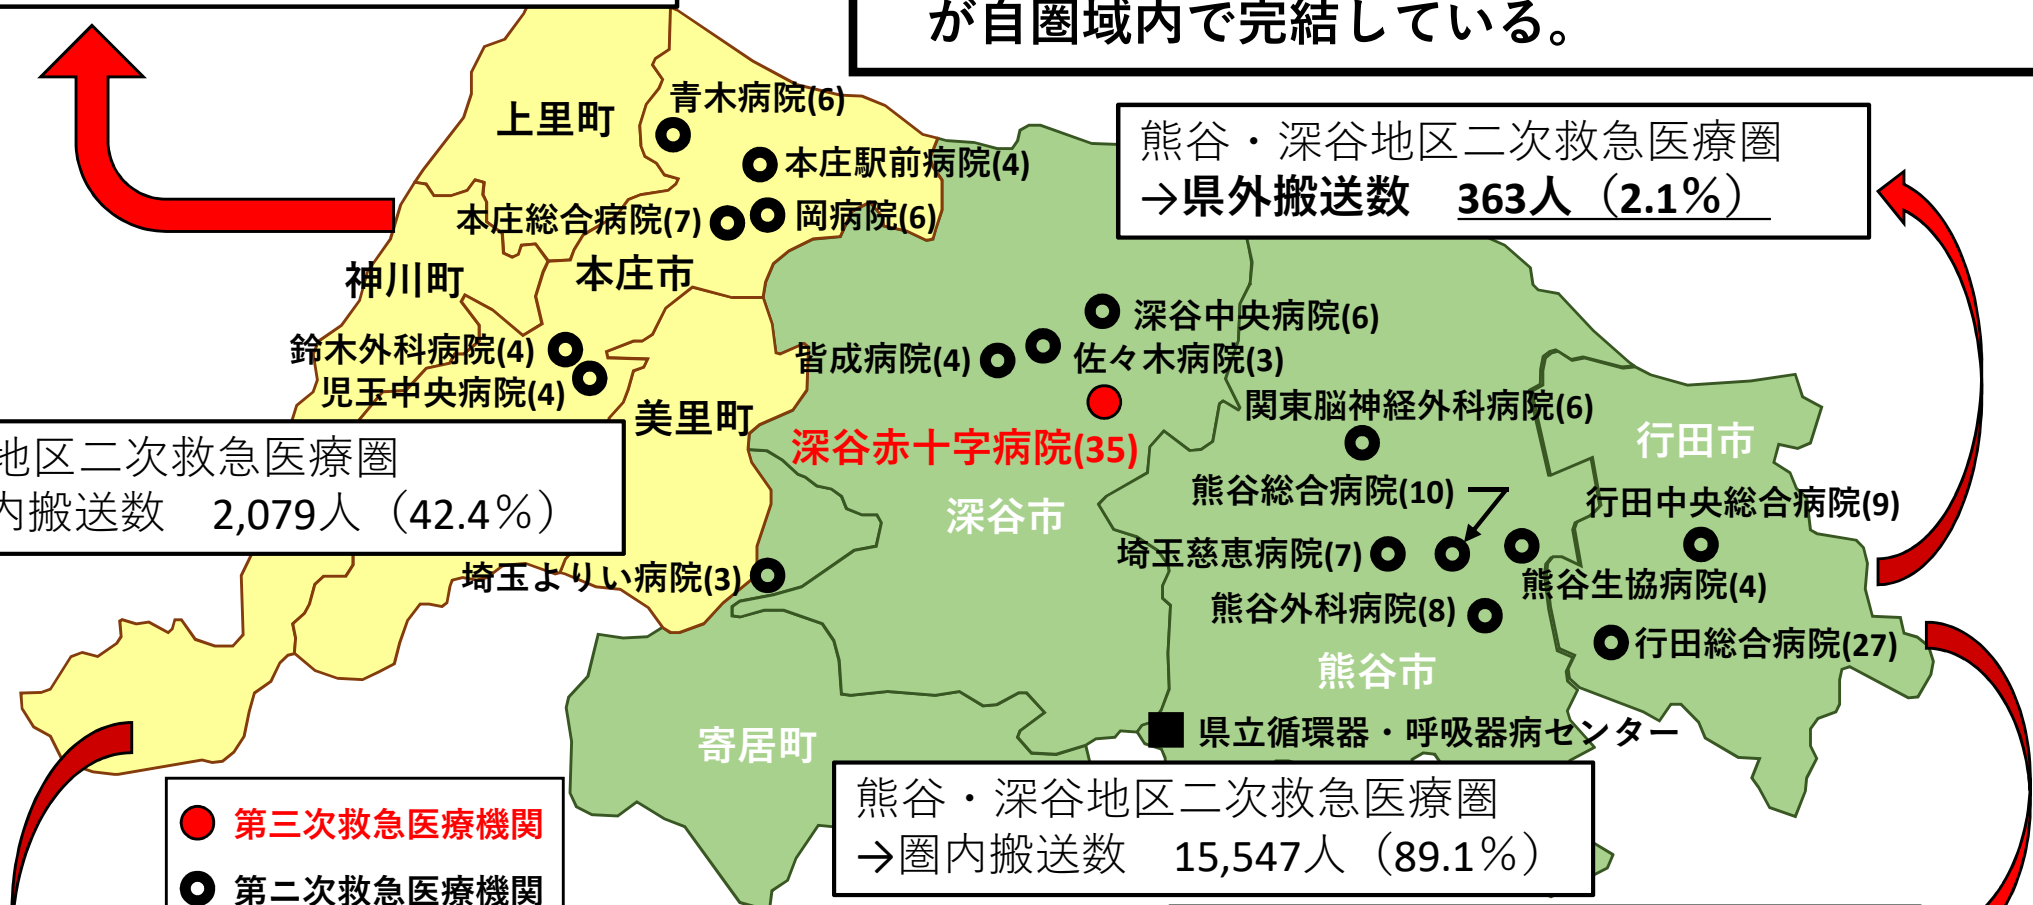 が自圏域内で完結している。
青木病院(6)
上里町
熊谷・深谷地区二次救急医療圏
→県外搬送数　363人（2.1％）
本庄駅前病院(4)
本庄総合病院(7)
岡病院(6)
神川町
本庄市
深谷中央病院(6)
鈴木外科病院(4)
皆成病院(4)
佐々木病院(3)
児玉中央病院(4)
美里町
関東脳神経外科病院(6)
深谷赤十字病院(35)
行田市
地区二次救急医療圏
内搬送数　2,079人（42.4％）
熊谷総合病院(10)
行田中央総合病院(9)
深谷市
埼玉慈恵病院(7)
埼玉よりい病院(3)
熊谷生協病院(4)
熊谷外科病院(8)
行田総合病院(27)
熊谷市
県立循環器・呼吸器病センター
寄居町
熊谷・深谷地区二次救急医療圏
→圏内搬送数　15,547人（89.1％）
第三次救急医療機関
第二次救急医療機関